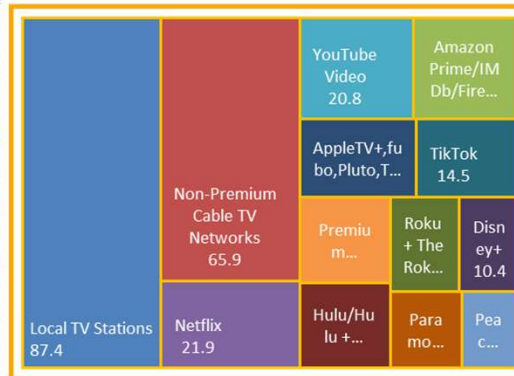 Local TV Stations
87.4
Non-Premium
Cable TV
Networks
65.9
Netflix
21.9
YouTube
Video
20.8
Amazon
Prime/IM
Db/Fire...
AppleTV+,fu
bo,Pluto,T...
TikTok
14.5
Premiu
m...
Roku
+ The
Rok...
Disn
ey+
10.4
Hulu/Hu
lu +...
Para
mo...
Pea
c...